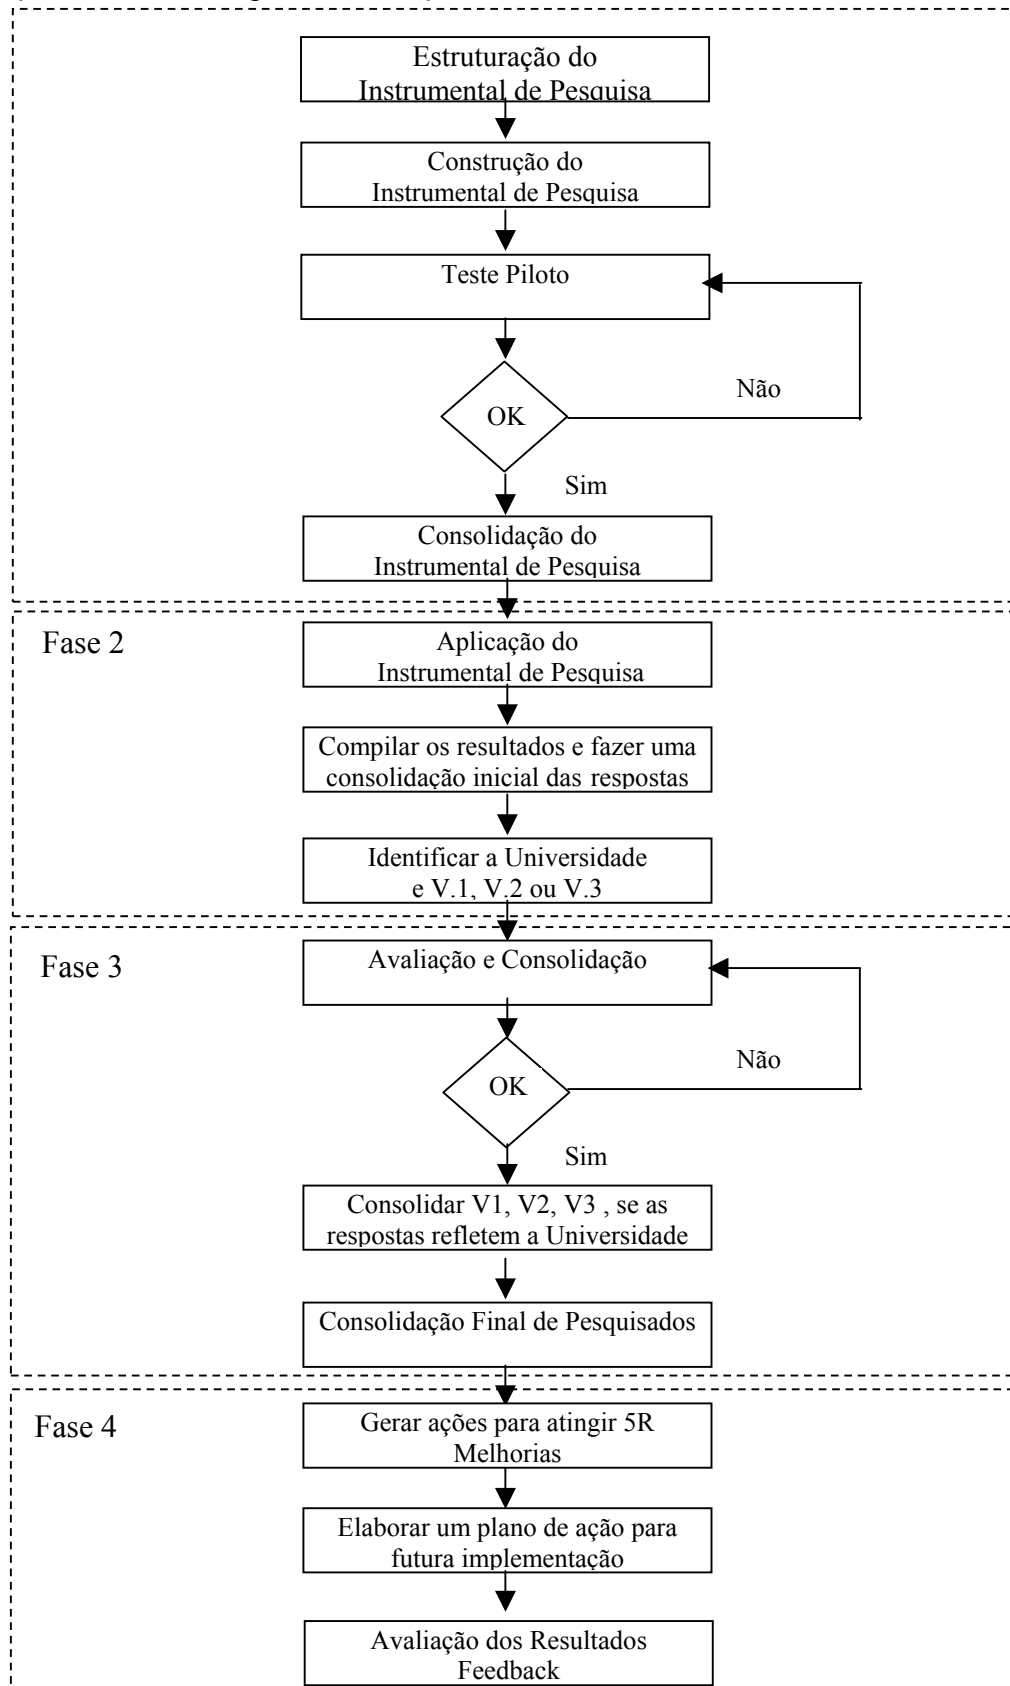 Estruturação do
Instrumental de Pesquisa
Construção do
Instrumental de Pesquisa
Teste Piloto
Não
OK
Sim
Consolidação do
Instrumental de Pesquisa
Fase 2
Aplicação do
Instrumental de Pesquisa
Compilar os resultados e fazer uma
consolidação inicial das respostas
Identificar a Universidade
e V.1, V.2 ou V.3
Fase 3
Avaliação e Consolidação
Não
OK
Sim
Consolidar V1, V2, V3 , se as
respostas refletem a Universidade
Consolidação Final de Pesquisados
Fase 4
Gerar ações para atingir 5R
Melhorias
Elaborar um plano de ação para
futura implementação
Avaliação dos Resultados
Feedback